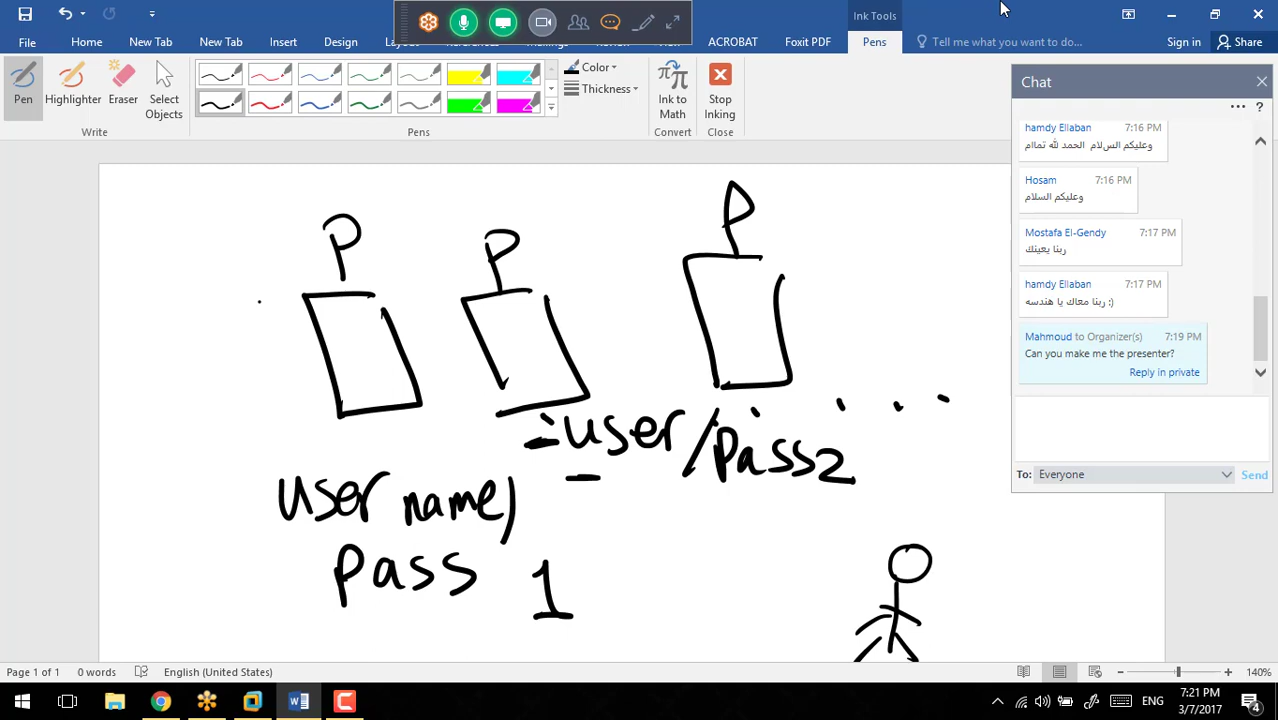 Ink Tools
File
Home
New Tab
New Tab
Insert
Design
ACROBAT
Foxit PDF
Pens
Tell me what you want to do...
Sign in
Share
Pen
Highlighter
Eraser
Select Objects
Write
Pens
Color
Thickness
Ink to Math
Convert
Stop Inking
Close
Chat
hamdy Ellaban 7:16 PM
وعليكم السلام الحمد لله تماام
Hosam 7:16 PM
وعليكم السلام
Mostafa El-Gendy 7:17 PM
ربنا يعينك
hamdy Ellaban 7:17 PM
ربنا معاك يا هندسه :)
Mahmoud to Organizer(s) 7:19 PM
Can you make me the presenter?
Reply in private
To: Everyone
Send
P P P
user/Pass2
user name/
Pass 1
Page 1 of 1 0 words English (United States) 140%
ENG
7:21 PM
3/7/2017
4